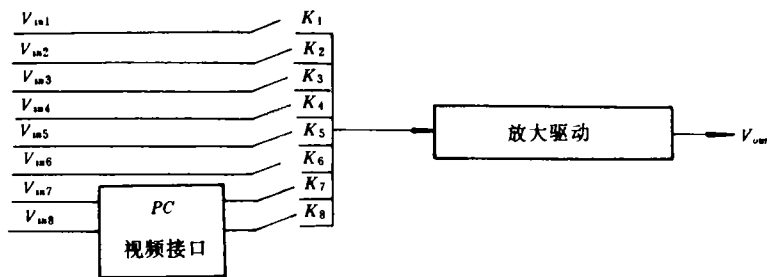 Vin1 K1
Vin2 K2
Vin3 K3
Vin4 K4
Vin5 K5
Vin6 K6
Vin7 K7
Vin8 K8
PC
视频接口
放大驱动
Vout